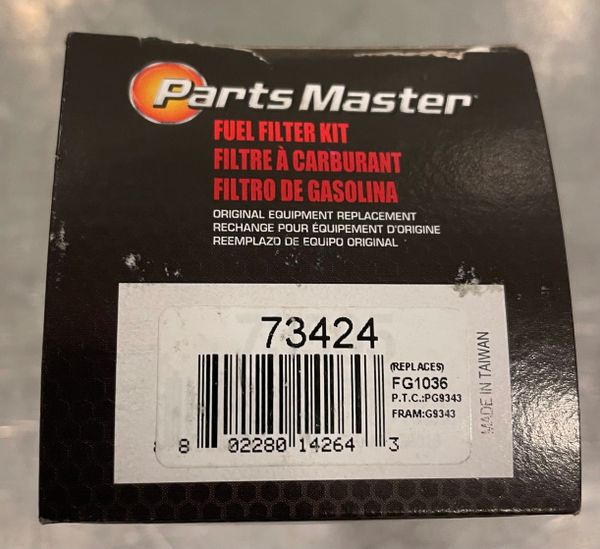 Parts Master
FUEL FILTER KIT
FILTRE À CARBURANT
FILTRO DE GASOLINA
ORIGINAL EQUIPMENT REPLACEMENT
RECHANGE POUR ÉQUIPEMENT D'ORIGINE
REEMPLAZO DE EQUIPO ORIGINAL
73424
(REPLACES)
FG1036
P.T.C.:PG9343
FRAM:G9343
8 02280 14264 3
MADE IN TAIWAN